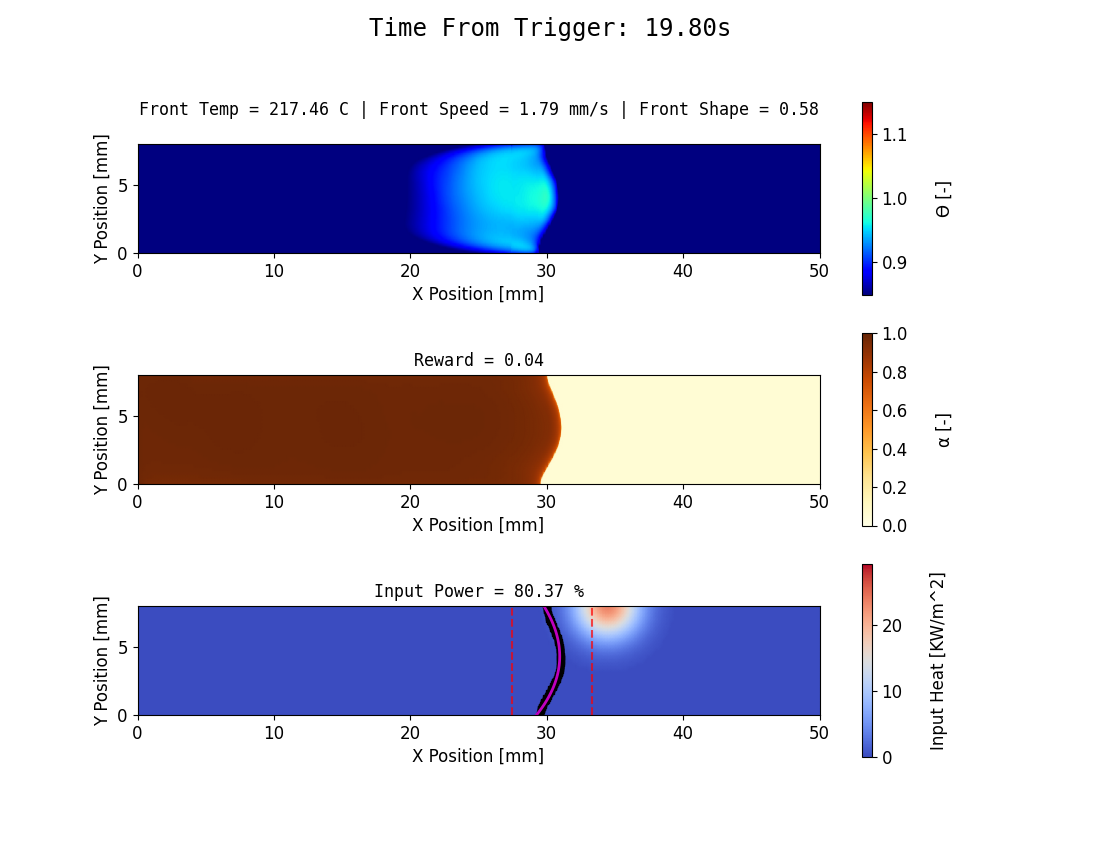 Time From Trigger: 19.80s
Front Temp = 217.46 C | Front Speed = 1.79 mm/s | Front Shape = 0.58
Y Position [mm]
5
0
0 10 20 30 40 50
X Position [mm]
1.1
1.0
0.9
Θ [-]
Reward = 0.04
Y Position [mm]
5
0
0 10 20 30 40 50
X Position [mm]
1.0
0.8
0.6
0.4
0.2
0.0
α [-]
Input Power = 80.37 %
Y Position [mm]
5
0
0 10 20 30 40 50
X Position [mm]
20
10
0
Input Heat [KW/m^2]